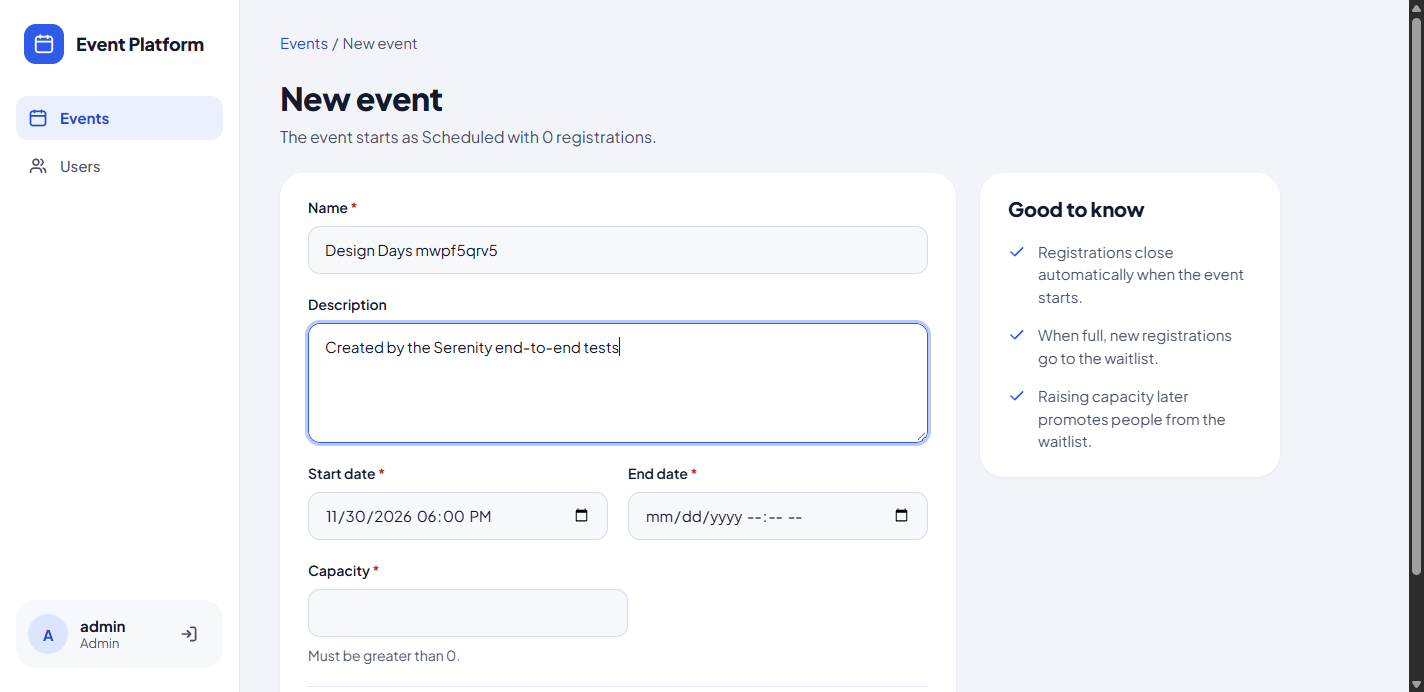 Event Platform
Events
Users
A
admin
Admin
Events / New event
New event
The event starts as Scheduled with 0 registrations.
Name *
Design Days mwpf5qrv5
Description
Created by the Serenity end-to-end tests
Start date *
End date *
11/30/2026 06:00 PM
mm/dd/yyyy --:-- --
Capacity *
Must be greater than 0.
Good to know
Registrations close
automatically when the event
starts.
When full, new registrations
go to the waitlist.
Raising capacity later
promotes people from the
waitlist.